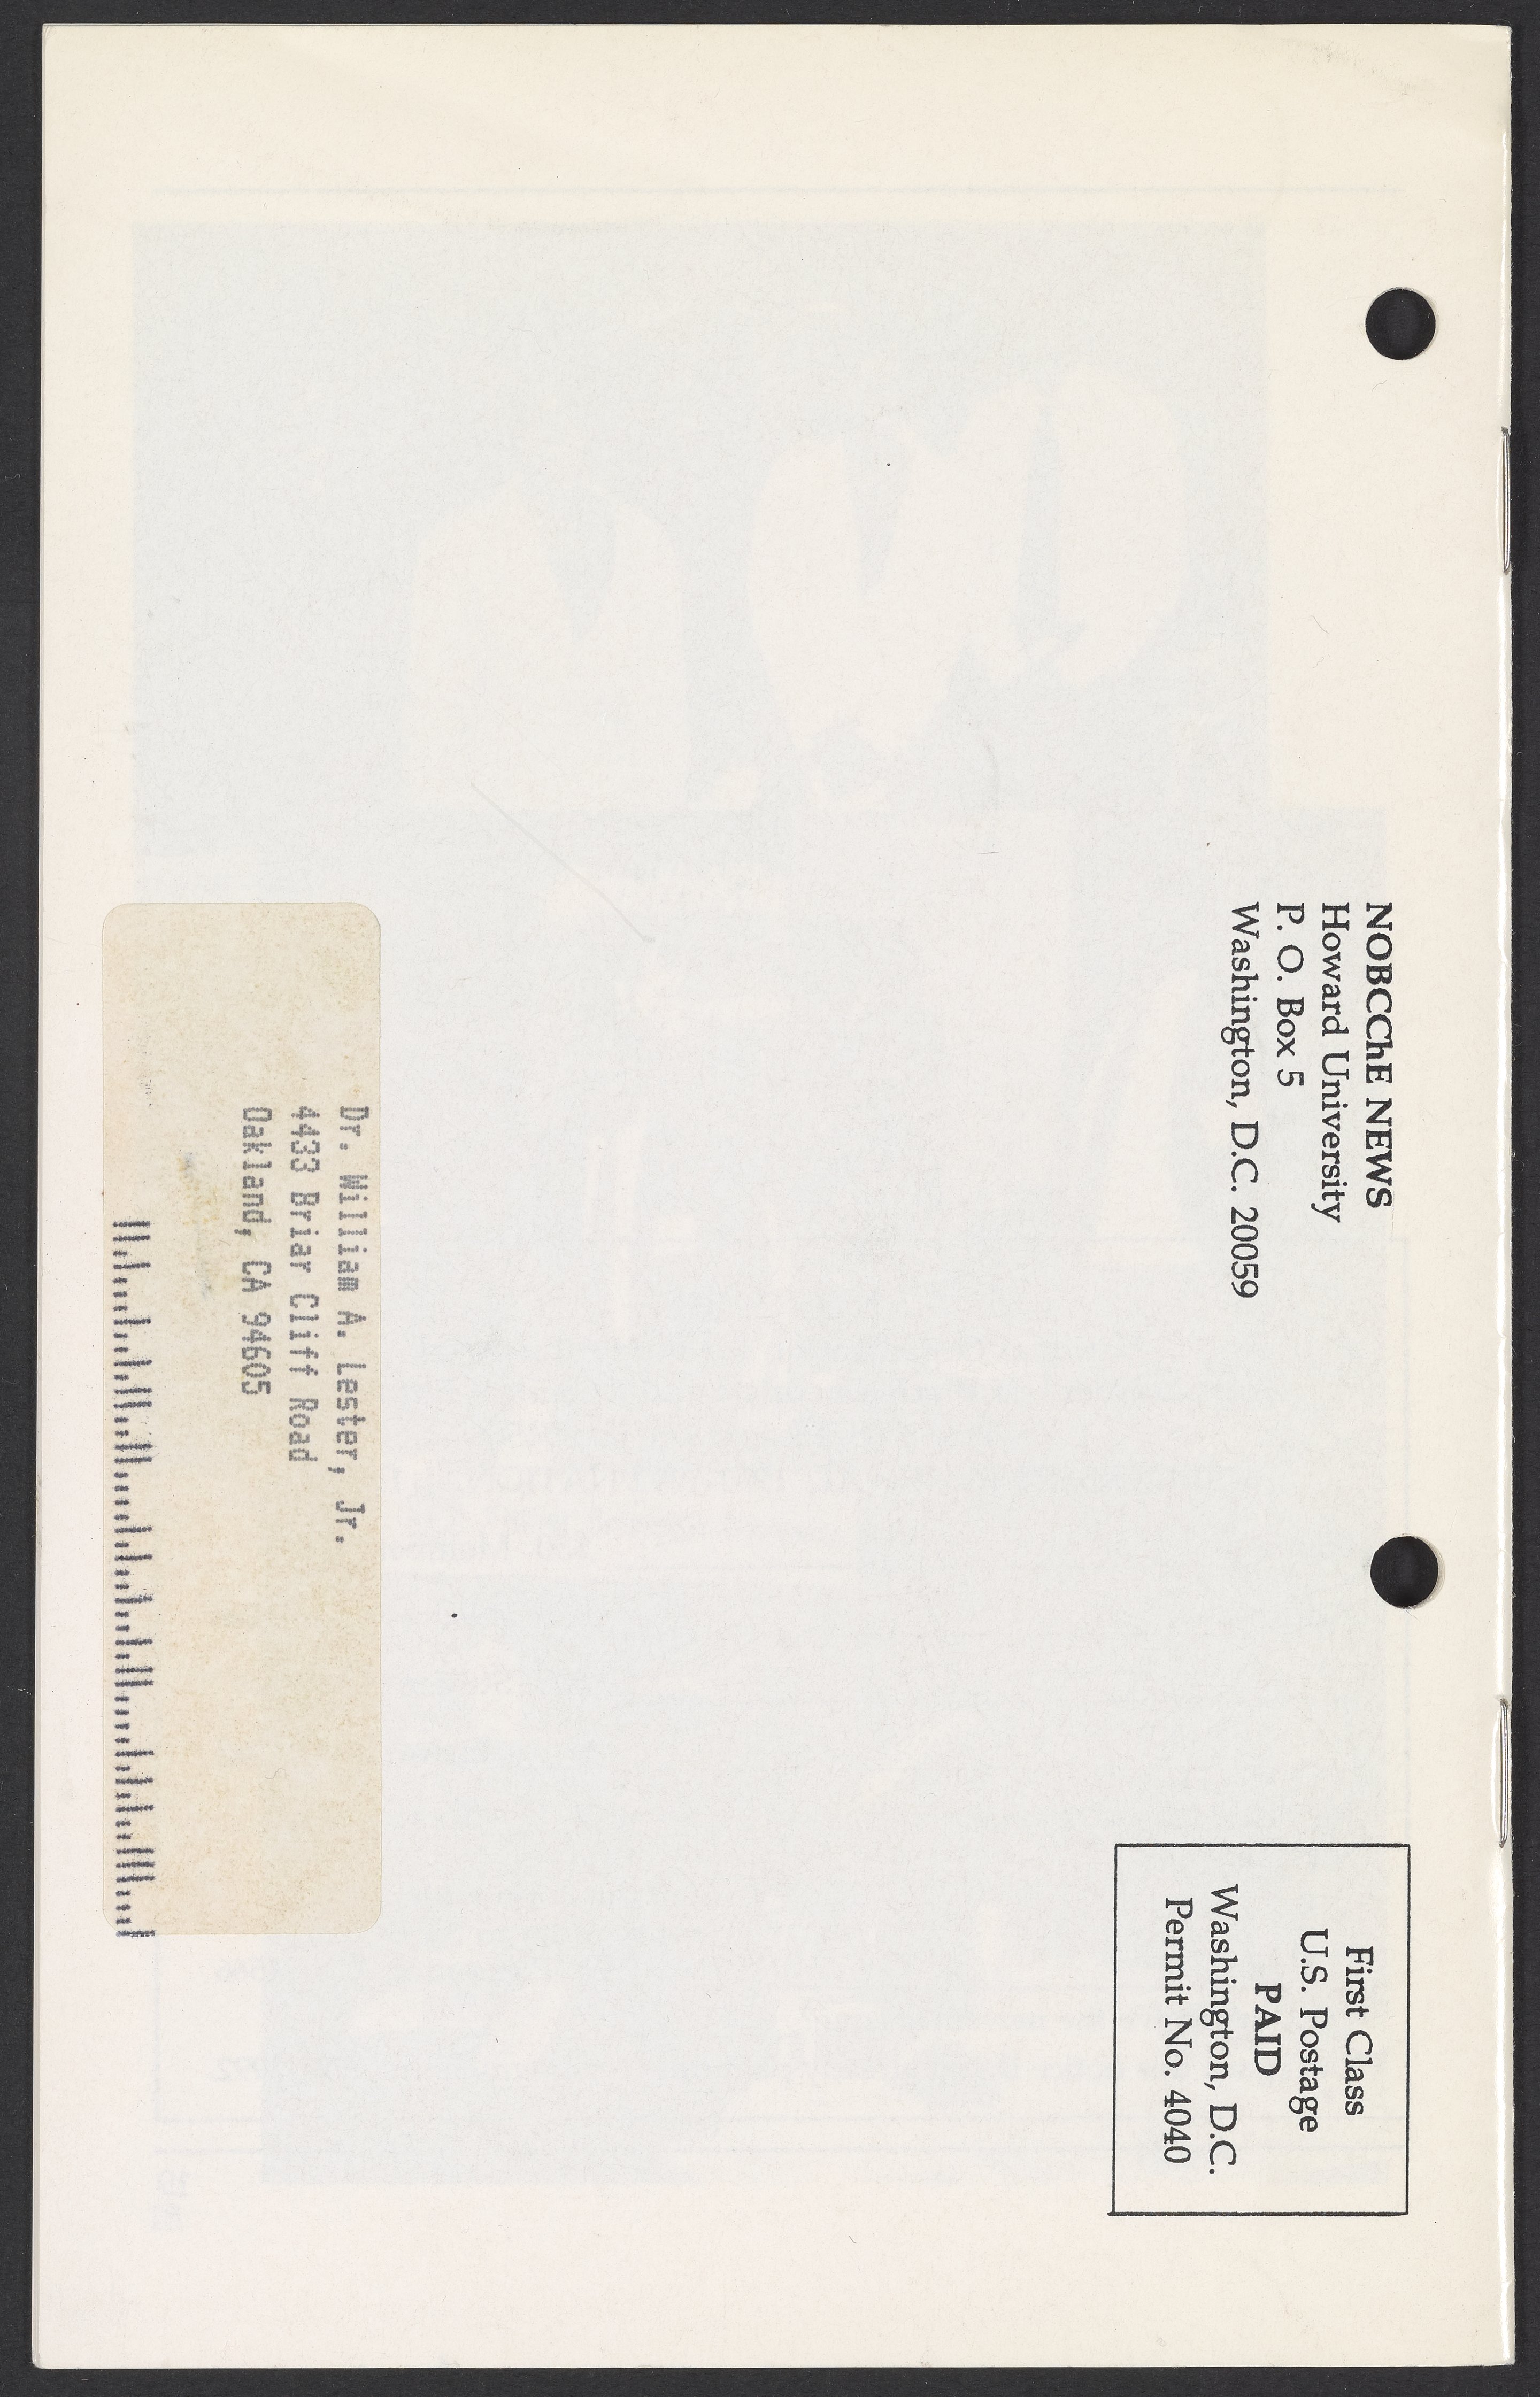 NOBCChE NEWS
Howard University
P. O. Box 5
Washington, D.C. 20059
First Class
U.S. Postage
PAID
Washington, D.C.
Permit No. 4040
Dr. William A. Lester, Jr.
4433 Briar Cliff Road
Oakland, CA 94605